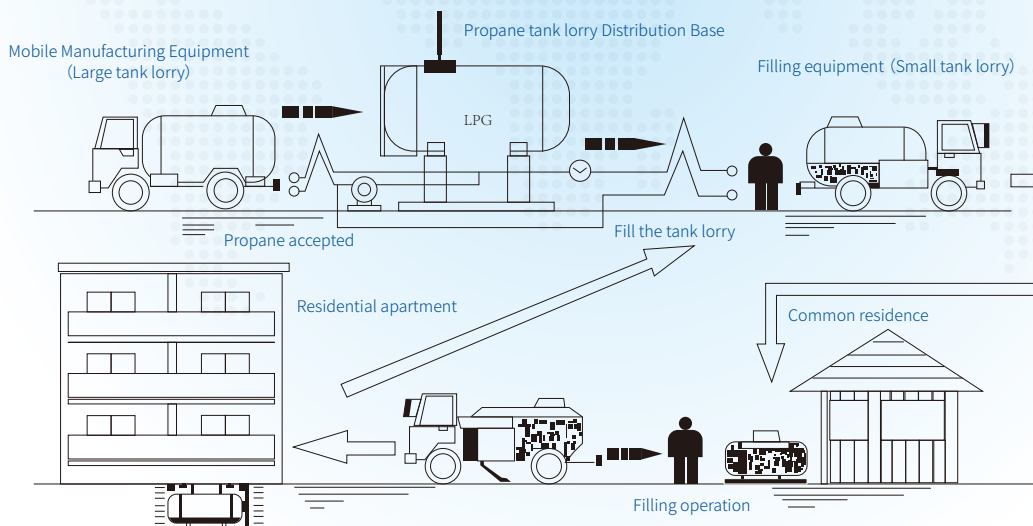 Propane tank lorry Distribution Base
Mobile Manufacturing Equipment
(Large tank lorry)
Filling equipment (Small tank lorry)
LPG
Propane accepted
Fill the tank lorry
Residential apartment
Common residence
Filling operation